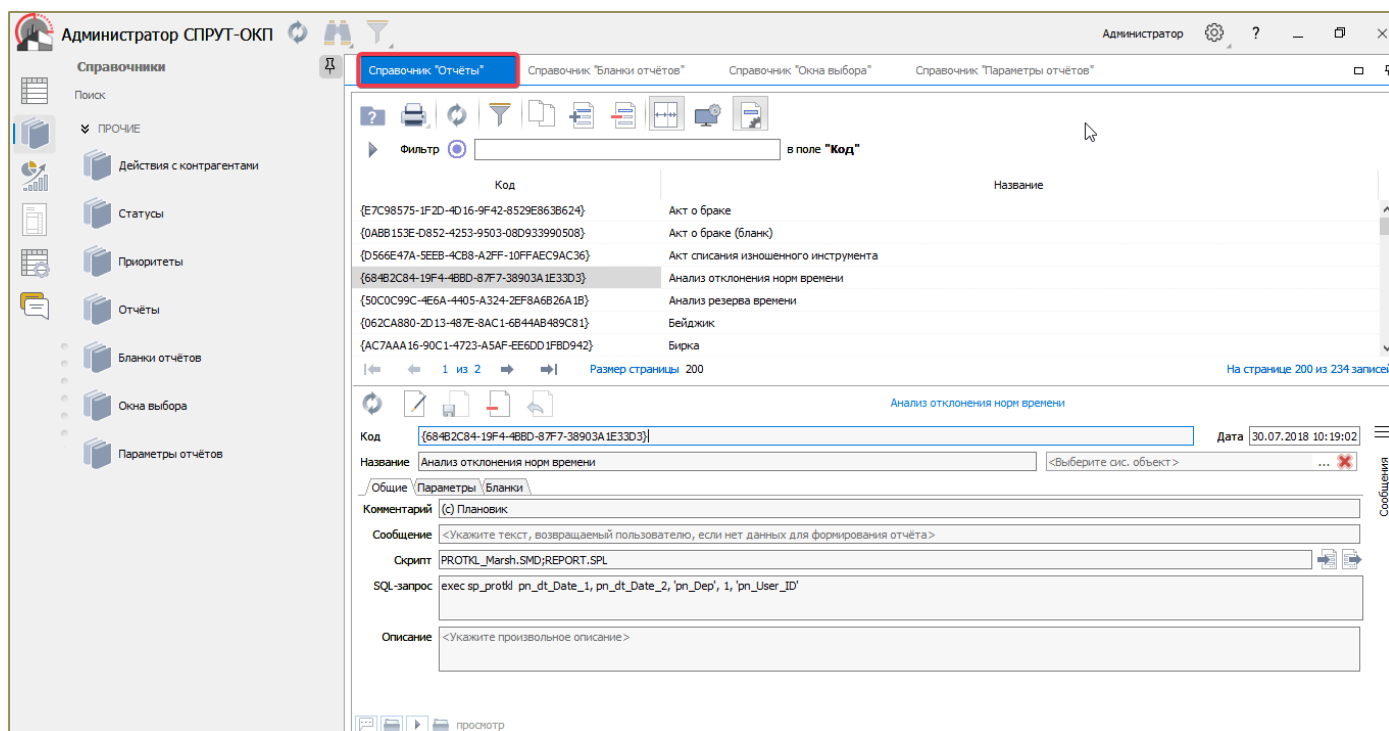 Администратор СПРУТ-ОКП
Администратор
?
Справочники
Поиск
ПРОЧИЕ
Действия с контрагентами
Статусы
Приоритеты
Отчёты
Бланки отчётов
Окна выбора
Параметры отчётов
Справочник "Отчёты"
Справочник "Бланки отчётов"
Справочник "Окна выбора"
Справочник "Параметры отчётов"
Фильтр
в поле "Код"
Код Название
{E7C98575-1F2D-4D16-9F42-8529E863B624} Акт о браке
{0ABB153E-D852-4253-9503-08D933990508} Акт о браке (бланк)
{D566E47A-5EEB-4CB8-A2FF-10FFAEC9AC36} Акт списания изношенного инструмента
{684B2C84-19F4-4BBD-87F7-38903A1E33D3} Анализ отклонения норм времени
{50C0C99C-4E6A-4405-A324-2EF8A6B26A1B} Анализ резерва времени
{062CA880-2D13-487E-8AC1-6B44AB489C81} Бейджик
{AC7AAA16-90C1-4723-A5AF-EE6DD1FBD942} Бирка
1 из 2 Размер страницы 200 На странице 200 из 234 записей
Анализ отклонения норм времени
Код {684B2C84-19F4-4BBD-87F7-38903A1E33D3} Дата 30.07.2018 10:19:02
Название Анализ отклонения норм времени <Выберите сис. объект> ...
Общие Параметры Бланки
Комментарий (с) Плановик
Сообщение <Укажите текст, возвращаемый пользователю, если нет данных для формирования отчёта>
Скрипт PROTKL_Marsh.SMD;REPORT.SPL
SQL-запрос exec sp_protkl pn_dt_Date_1, pn_dt_Date_2, 'pn_Dep', 1, 'pn_User_ID'
Описание <Укажите произвольное описание>
просмотр
Сообщения